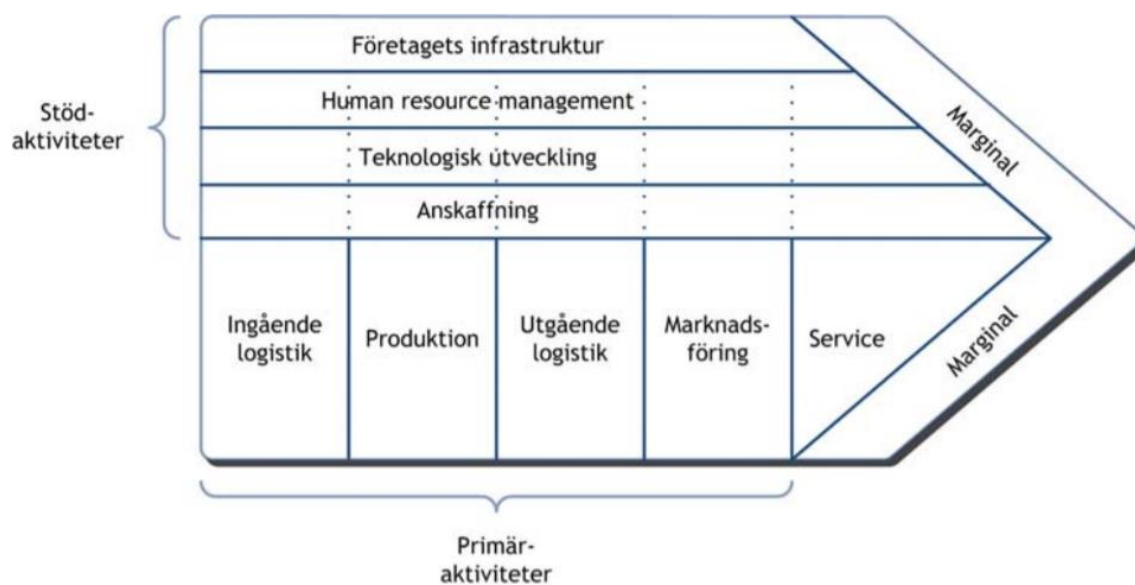 Företagets infrastruktur
Human resource management
Teknologisk utveckling
Anskaffning
Stöd-
aktiviteter
Marginal
Ingående
logistik
Produktion
Utgående
logistik
Marknads-
föring
Service
Marginal
Primär-
aktiviteter